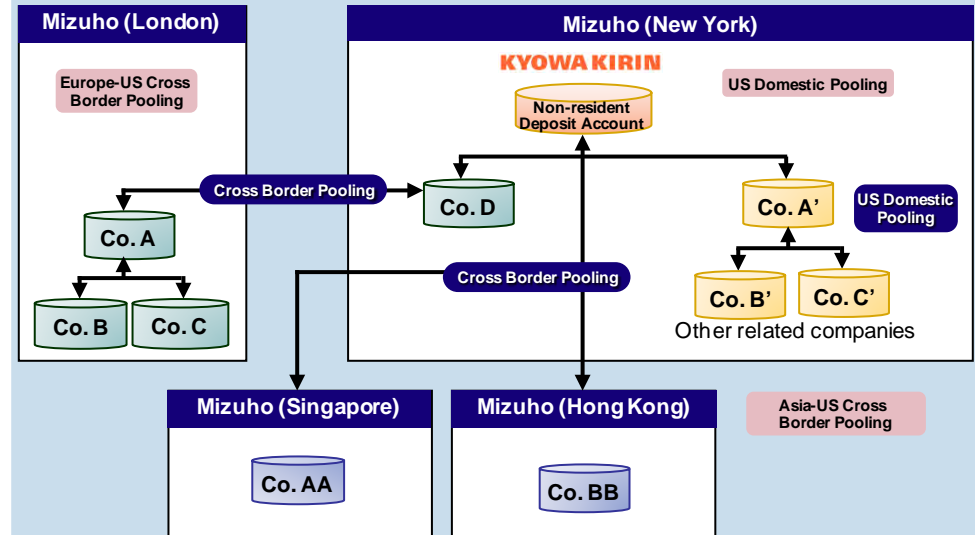 Mizuho (London)
Europe-US Cross
Border Pooling
Co. A
Co. B
Co. C
Cross Border Pooling
Mizuho (New York)
KYOWA KIRIN
Non-resident
Deposit Account
US Domestic Pooling
Co. D
Co. A’
US Domestic
Pooling
Cross Border Pooling
Co. B’
Co. C’
Other related companies
Mizuho (Singapore)
Co. AA
Mizuho (Hong Kong)
Co. BB
Asia-US Cross
Border Pooling